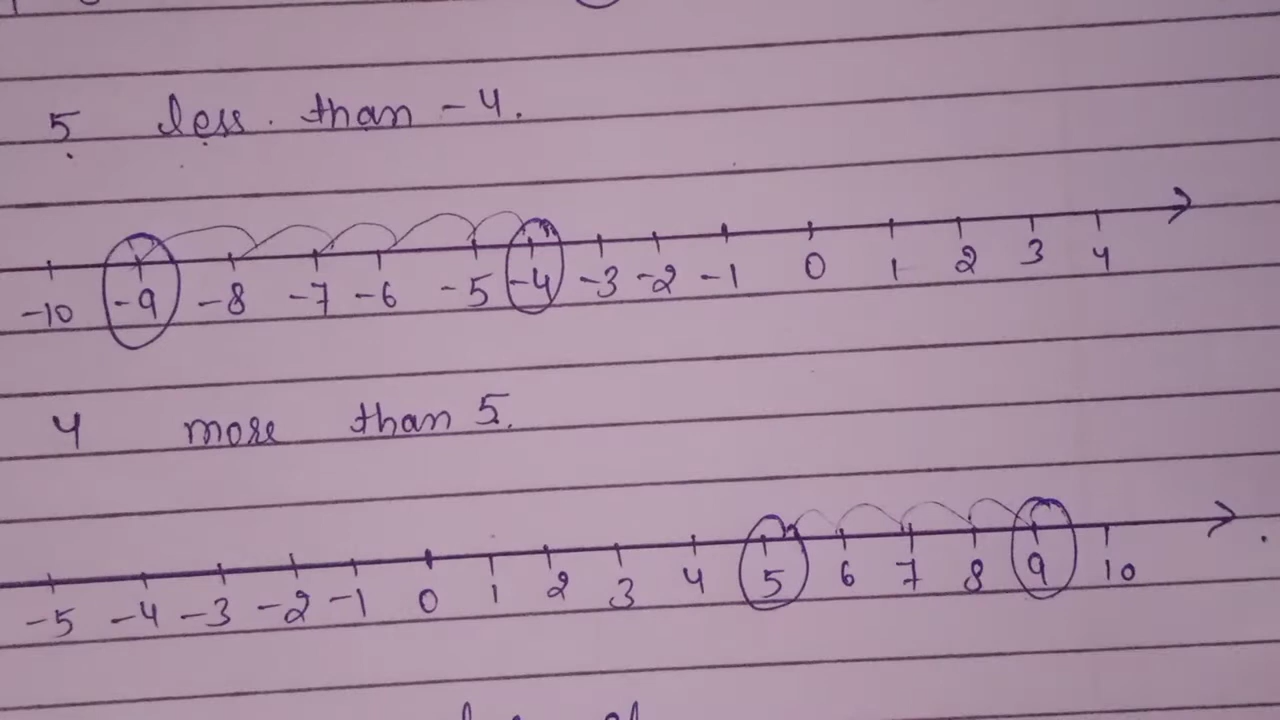 5 less than -4.
-10 -9 -8 -7 -6 -5 -4 -3 -2 -1 0 1 2 3 4
4 more than 5.
-5 -4 -3 -2 -1 0 1 2 3 4 5 6 7 8 9 10